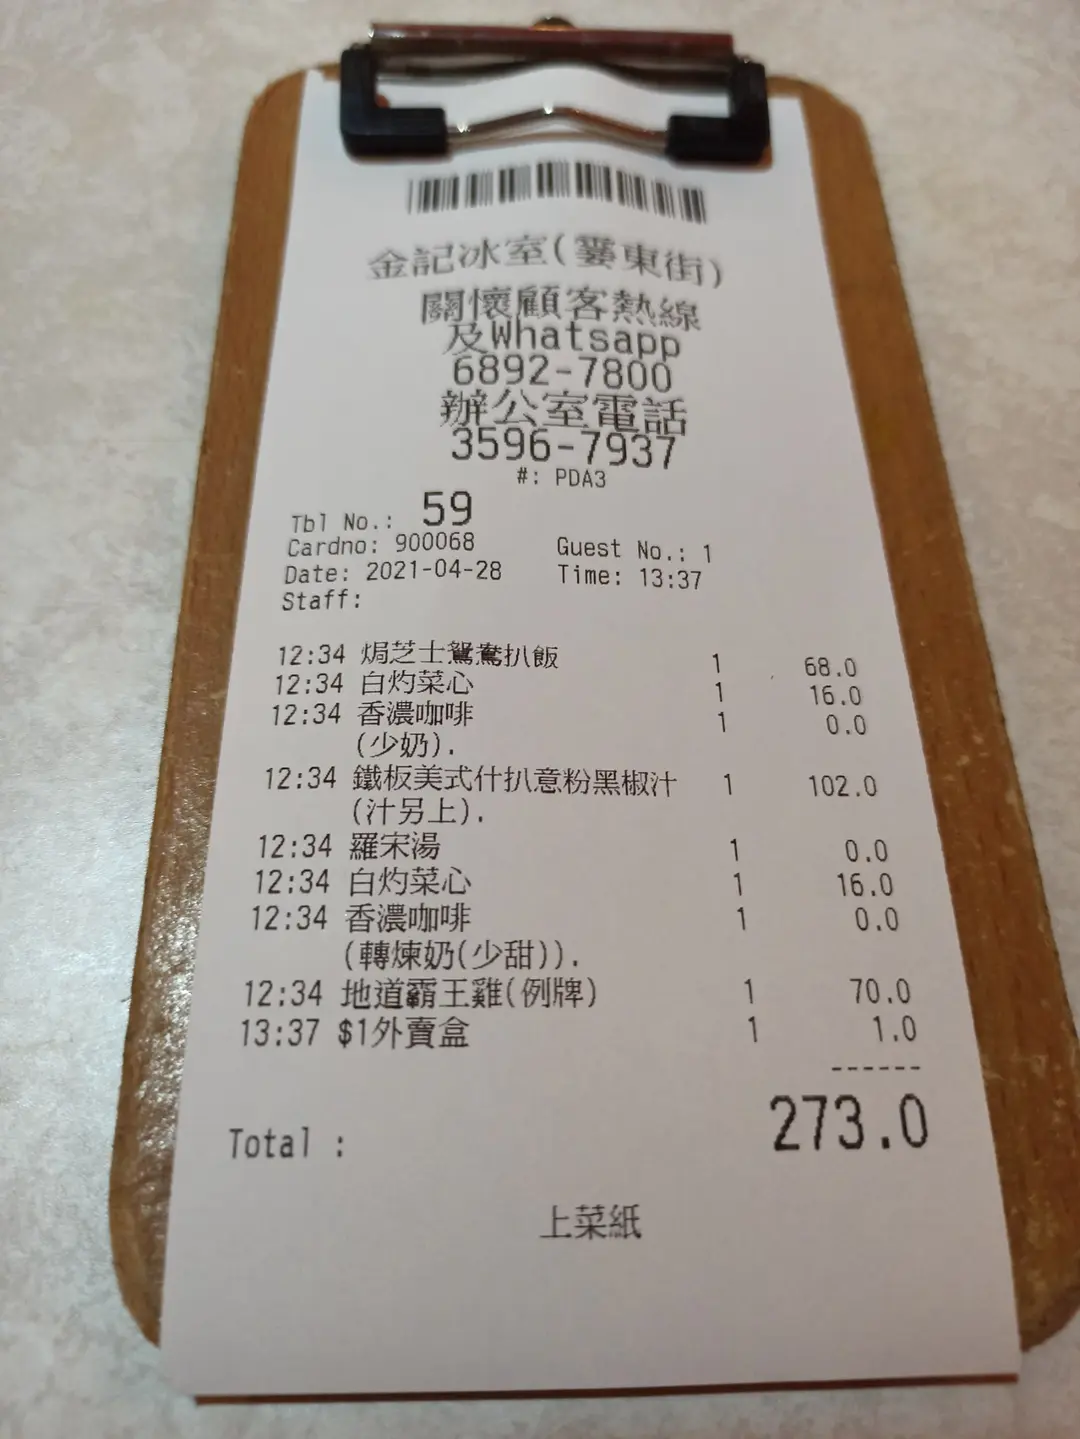 金記冰室(蓌東街)
關懷顧客熱線
及Whatsapp
6892-7800
辦公室電話
3596-7937
#: PDA3
Tbl No.: 59
Cardno: 900068 Guest No.: 1
Date: 2021-04-28 Time: 13:37
Staff:
12:34 焗芝士鴛鴦扒飯 1 68.0
12:34 白灼菜心 1 16.0
12:34 香濃咖啡 1 0.0
(少奶).
12:34 鐵板美式什扒意粉黑椒汁 1 102.0
(汁另上).
12:34 羅宋湯 1 0.0
12:34 白灼菜心 1 16.0
12:34 香濃咖啡 1 0.0
(轉煉奶(少甜)).
12:34 地道霸王雞(例牌) 1 70.0
13:37 $1外賣盒 1 1.0
------
Total : 273.0
上菜紙